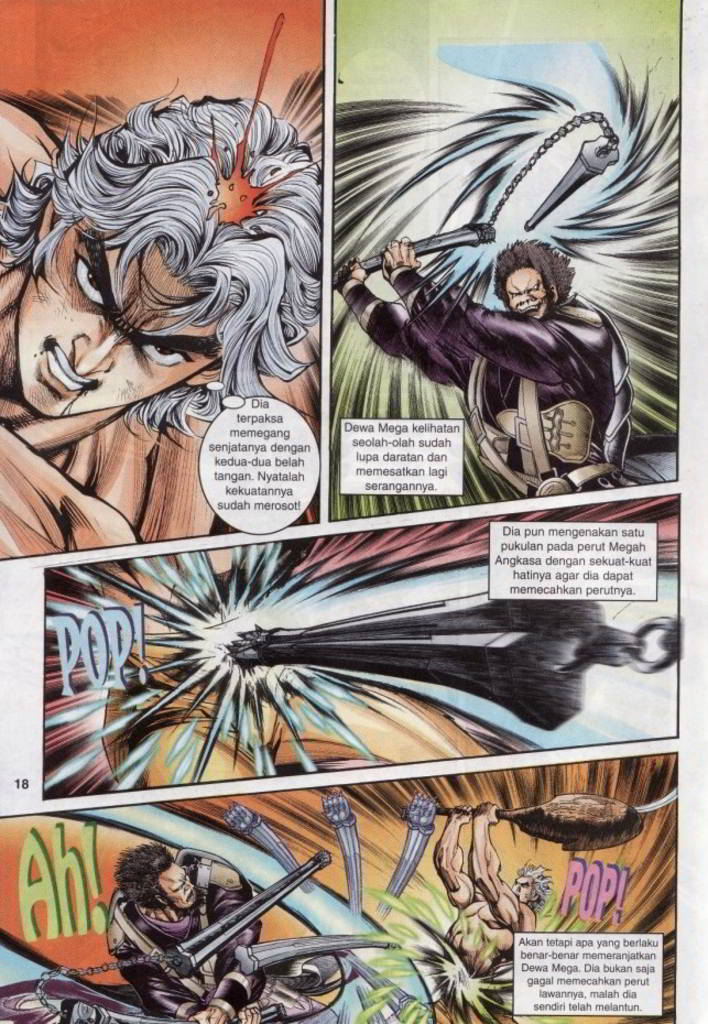 Dia
terpaksa
memegang
senjatanya dengan
kedua-dua belah
tangan. Nyatalah
kekuatannya
sudah merosot!
Dewa Mega kelihatan
seolah-olah sudah
lupa daratan dan
memesatkan lagi
serangannya.
Dia pun mengenakan satu
pukulan pada perut Megah
Angkasa dengan sekuat-kuat
hatinya agar dia dapat
memecahkan perutnya.
POP!
18
Ah!
POP!
Akan tetapi apa yang berlaku
benar-benar memeranjatkan
Dewa Mega. Dia bukan saja
gagal memecahkan perut
lawannya, malah dia
sendiri telah melantun.